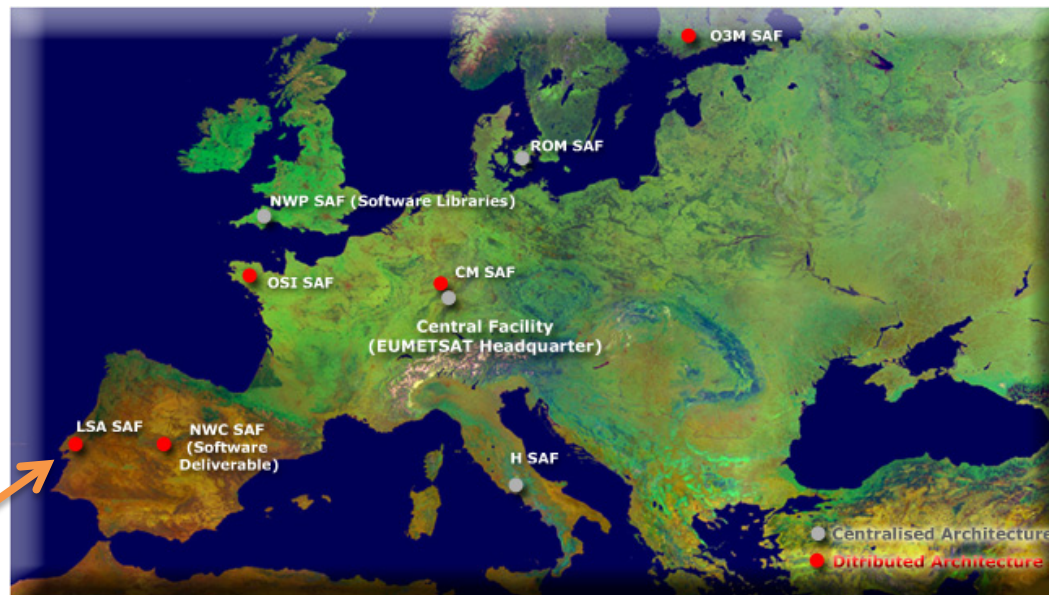 O3M SAF
ROM SAF
NWP SAF (Software Libraries)
OSI SAF
CM SAF
Central Facility
(EUMETSAT Headquarter)
LSA SAF
NWC SAF
(Software
Deliverable)
H SAF
Centralised Architecture
Ditributed Architecture